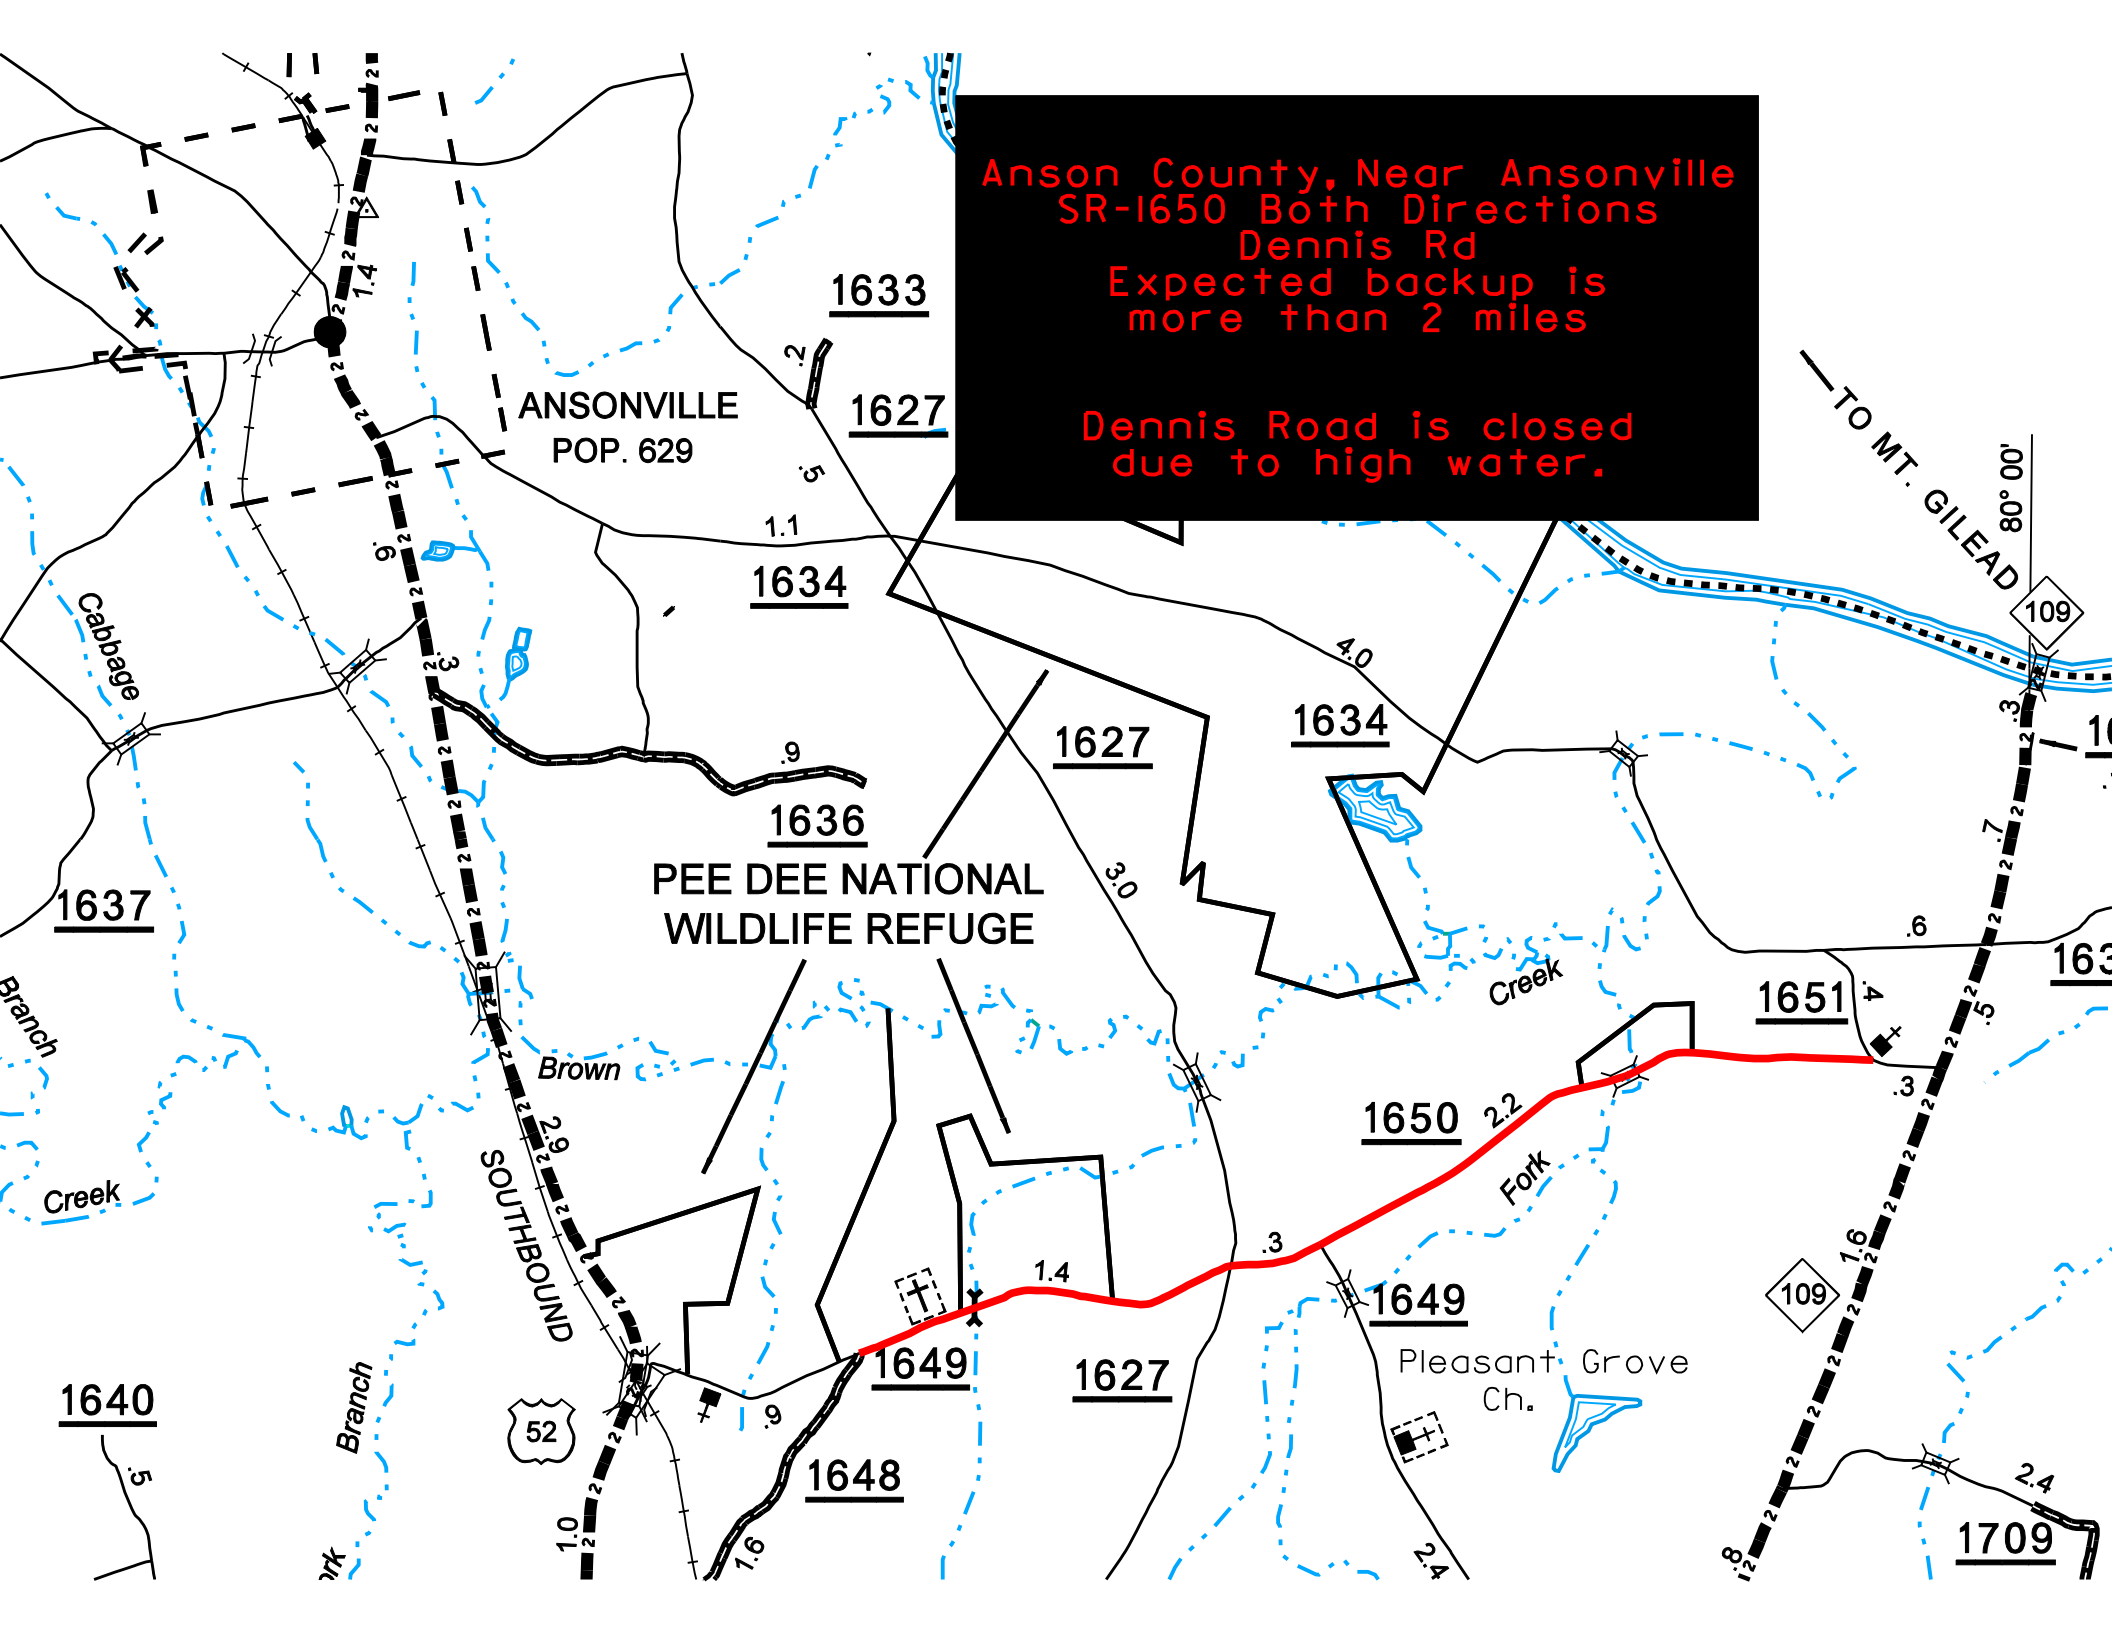 Anson County, Near Ansonville
SR-1650 Both Directions
Dennis Rd
Expected backup is
more than 2 miles
Dennis Road is closed
due to high water.
1.4
1633
.2
1627
ANSONVILLE
POP. 629
.5
TO MT. GILEAD
80° 00'
1.1
.9
1634
109
Cabbage
.3
4.0
1634
1627
.3
.9
1636
.7
PEE DEE NATIONAL
WILDLIFE REFUGE
3.0
1637
.6
163
Creek
1651
.4
.5
Branch
Brown
.3
1650
2.2
2.9
SOUTHBOUND
Creek
Fork
.3
1.4
1.6
109
1649
1649
Pleasant Grove
Ch.
1627
1640
Branch
.9
52
1648
.5
1.0
1.6
2.4
2.4
1709
.8
ork